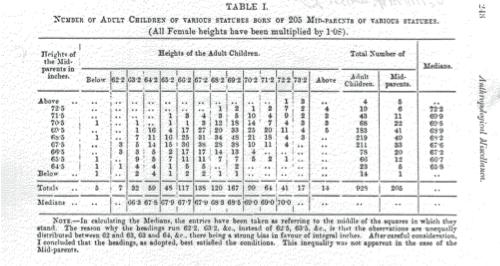 TABLE I.
NUMBER OF ADULT CHILDREN OF VARIOUS STATURES BORN OF 205 MID-PARENTS OF VARIOUS STATURES.
(All Female heights have been multiplied by 1·08).
Heights of the Mid-parents in inches. Heights of the Adult Children. Total Number of Medians.
Below 62·2 63·2 64·2 65·2 66·2 67·2 68·2 69·2 70·2 71·2 72·2 73·2 Above Adult Children. Mid-parents.
Above .. .. .. .. .. .. .. .. .. .. .. 1 3 .. 4 5 ..
72·5 .. .. .. .. .. .. .. 1 2 1 2 7 2 4 19 6 72·2
71·5 .. .. .. .. 1 3 4 3 5 10 4 9 2 2 43 11 69·9
70·5 1 .. 1 .. 1 1 3 12 18 14 7 4 3 3 68 22 69·5
69·5 .. .. 1 16 4 17 27 20 33 25 20 11 4 5 183 41 68·9
68·5 1 .. 7 11 16 25 31 34 48 21 18 4 3 .. 219 49 68·2
67·5 .. 3 5 14 15 36 38 28 38 19 11 4 .. .. 211 33 67·6
66·5 .. 3 3 5 2 17 17 14 13 4 .. .. .. .. 78 20 67·2
65·5 1 .. 9 5 7 11 11 7 7 5 2 1 .. .. 66 12 66·7
64·5 1 1 4 4 1 5 5 .. 2 .. .. .. .. .. 23 5 65·8
Below 1 .. 2 4 1 2 2 1 1 .. .. .. .. .. 14 1 ..
Totals 5 7 32 59 48 117 138 120 167 99 64 41 17 14 928 205 ..
Medians .. .. 66·3 67·8 67·9 67·7 67·9 68·3 68·5 69·0 69·0 70·0 .. .. .. .. ..
NOTE.—In calculating the Medians, the entries have been taken as referring to the middle of the squares in which they
stand. The reason why the headings run 62·2, 63·2, &c., instead of 62·5, 63·5, &c., is that the observations are unequally
distributed between 62 and 63, 63 and 64, &c., there being a strong bias in favour of integral inches. After careful consideration,
I concluded that the headings, as adopted, best satisfied the conditions. This inequality was not apparent in the case of the
Mid-parents.
248
Anthropological Miscellanea.